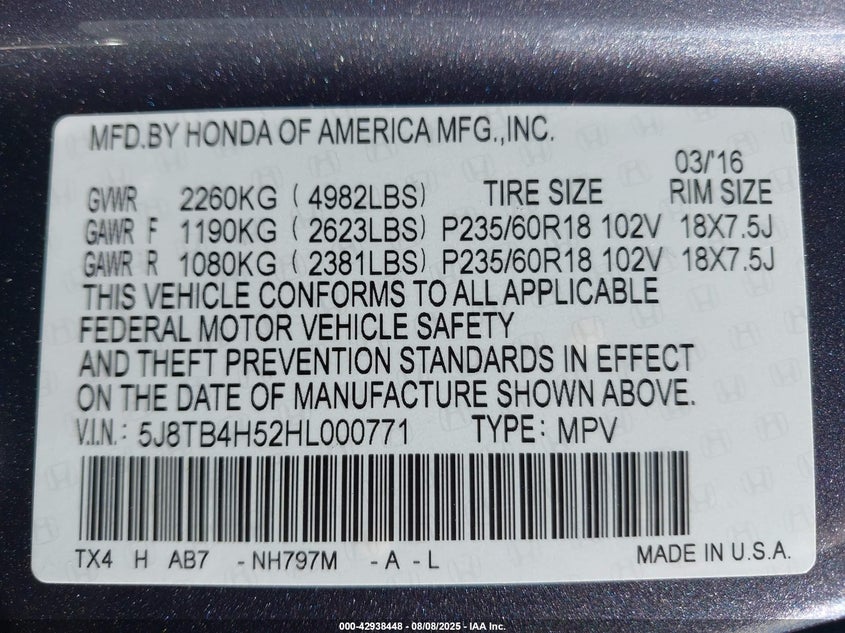 MFD.BY HONDA OF AMERICA MFG.,INC.
03/'16
GVWR 2260KG ( 4982LBS) TIRE SIZE RIM SIZE
GAWR F 1190KG ( 2623LBS) P235/60R18 102V 18X7.5J
GAWR R 1080KG ( 2381LBS) P235/60R18 102V 18X7.5J
THIS VEHICLE CONFORMS TO ALL APPLICABLE
FEDERAL MOTOR VEHICLE SAFETY
AND THEFT PREVENTION STANDARDS IN EFFECT
ON THE DATE OF MANUFACTURE SHOWN ABOVE.
V.I.N.: 5J8TB4H52HL000771 TYPE: MPV
TX4 H AB7 - NH797M - A - L MADE IN U.S.A.
000-42938448 - 08/08/2025 - IAA Inc.